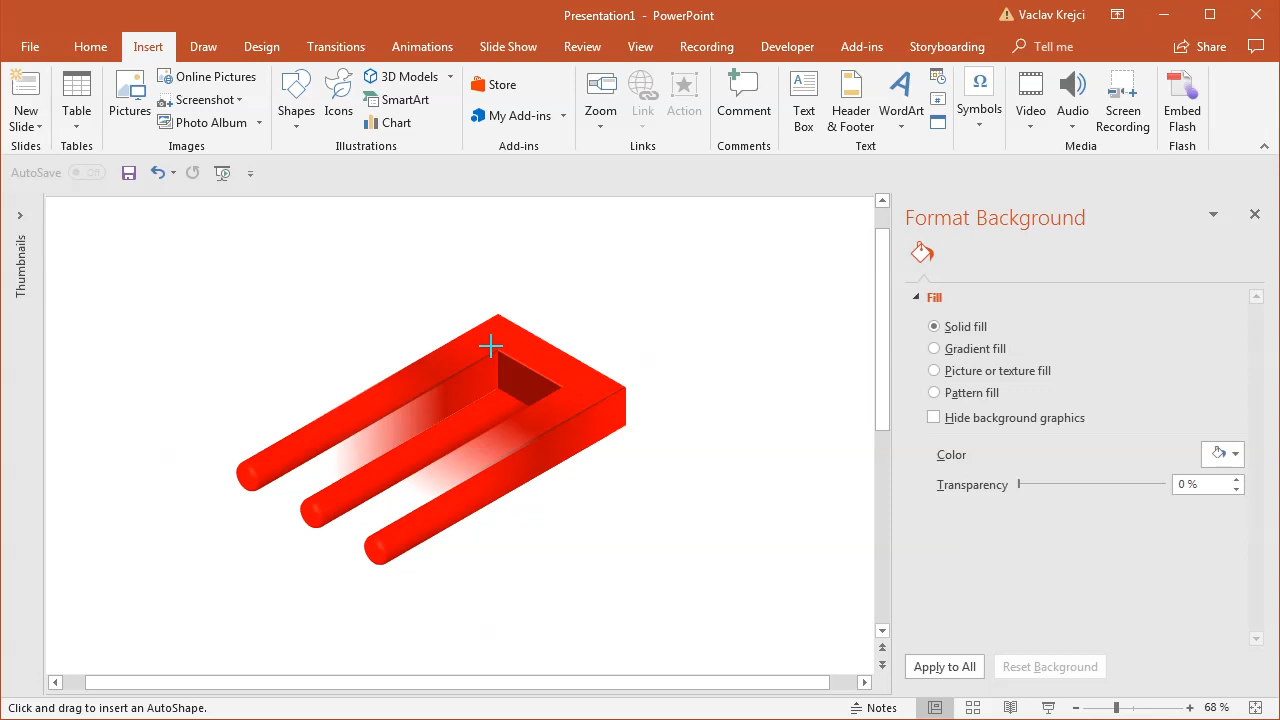 Presentation1 - PowerPoint
Vaclav Krejci
File Home Insert Draw Design Transitions Animations Slide Show Review View Recording Developer Add-ins Storyboarding Tell me Share
New Slide
Slides
Table
Tables
Pictures
Online Pictures
Screenshot
Photo Album
Images
Shapes
Icons
3D Models
SmartArt
Chart
Illustrations
Store
My Add-ins
Add-ins
Zoom
Link
Action
Links
Comment
Comments
Text Box
Header & Footer
WordArt
Text
Ω
Symbols
Video
Audio
Screen Recording
Media
Embed Flash
Flash
AutoSave Off
Thumbnails
Format Background
Fill
Solid fill
Gradient fill
Picture or texture fill
Pattern fill
Hide background graphics
Color
Transparency 0 %
Apply to All
Reset Background
Click and drag to insert an AutoShape.
Notes
68 %